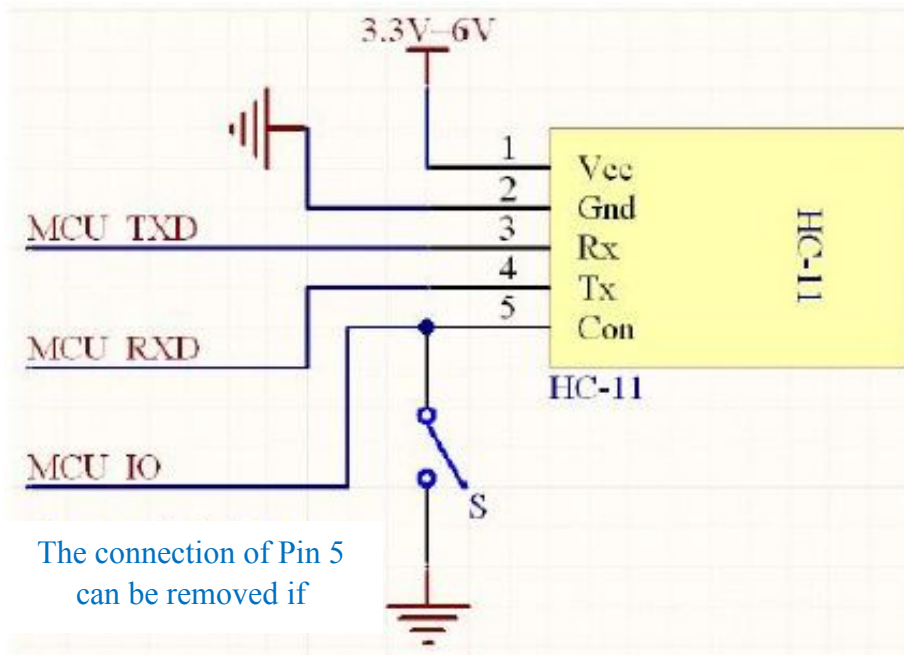 3.3V-6V
1
Vcc
2
Gnd
MCU TXD
3
Rx
4
Tx
5
Con
MCU RXD
HC-11
HC-11
MCU IO
S
The connection of Pin 5
can be removed if